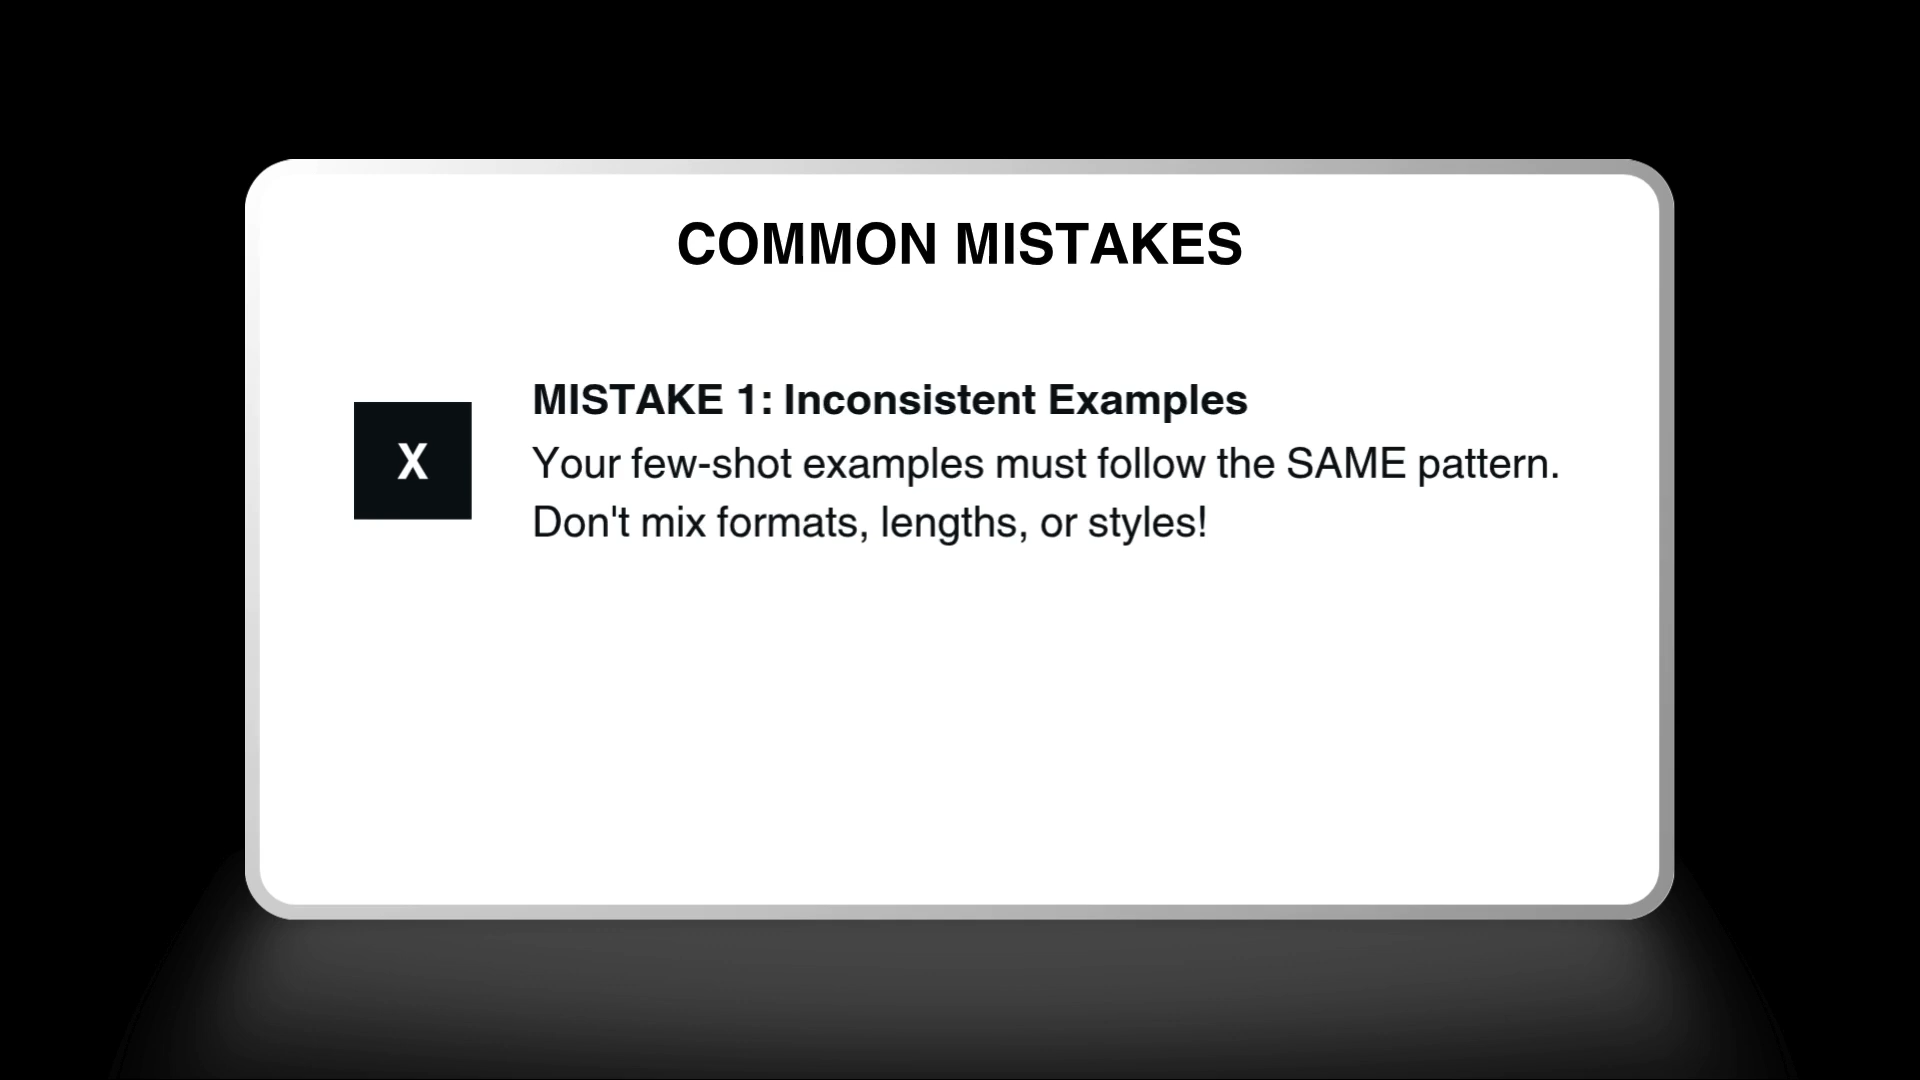 COMMON MISTAKES
MISTAKE 1: Inconsistent Examples
X
Your few-shot examples must follow the SAME pattern.
Don't mix formats, lengths, or styles!